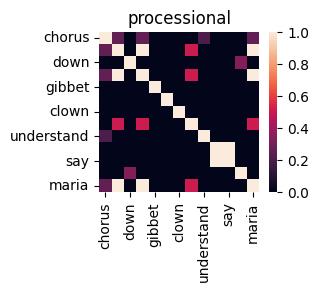 processional
chorus
down
gibbet
clown
understand
say
maria
1.0
0.8
0.6
0.4
0.2
0.0
chorus
down
gibbet
clown
understand
say
maria